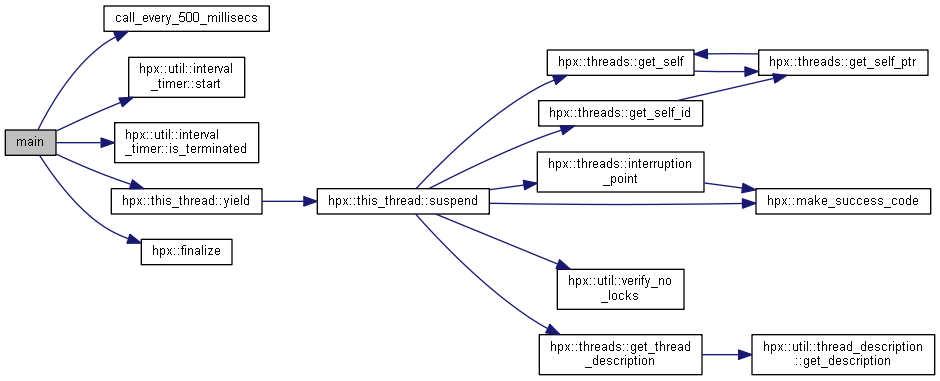 call_every_500_millisecs
hpx::util::interval
_timer::start
hpx::util::interval
_timer::is_terminated
main
hpx::this_thread::yield
hpx::finalize
hpx::this_thread::suspend
hpx::threads::get_self
hpx::threads::get_self_ptr
hpx::threads::get_self_id
hpx::threads::interruption
_point
hpx::make_success_code
hpx::util::verify_no
_locks
hpx::threads::get_thread
_description
hpx::util::thread_description
::get_description